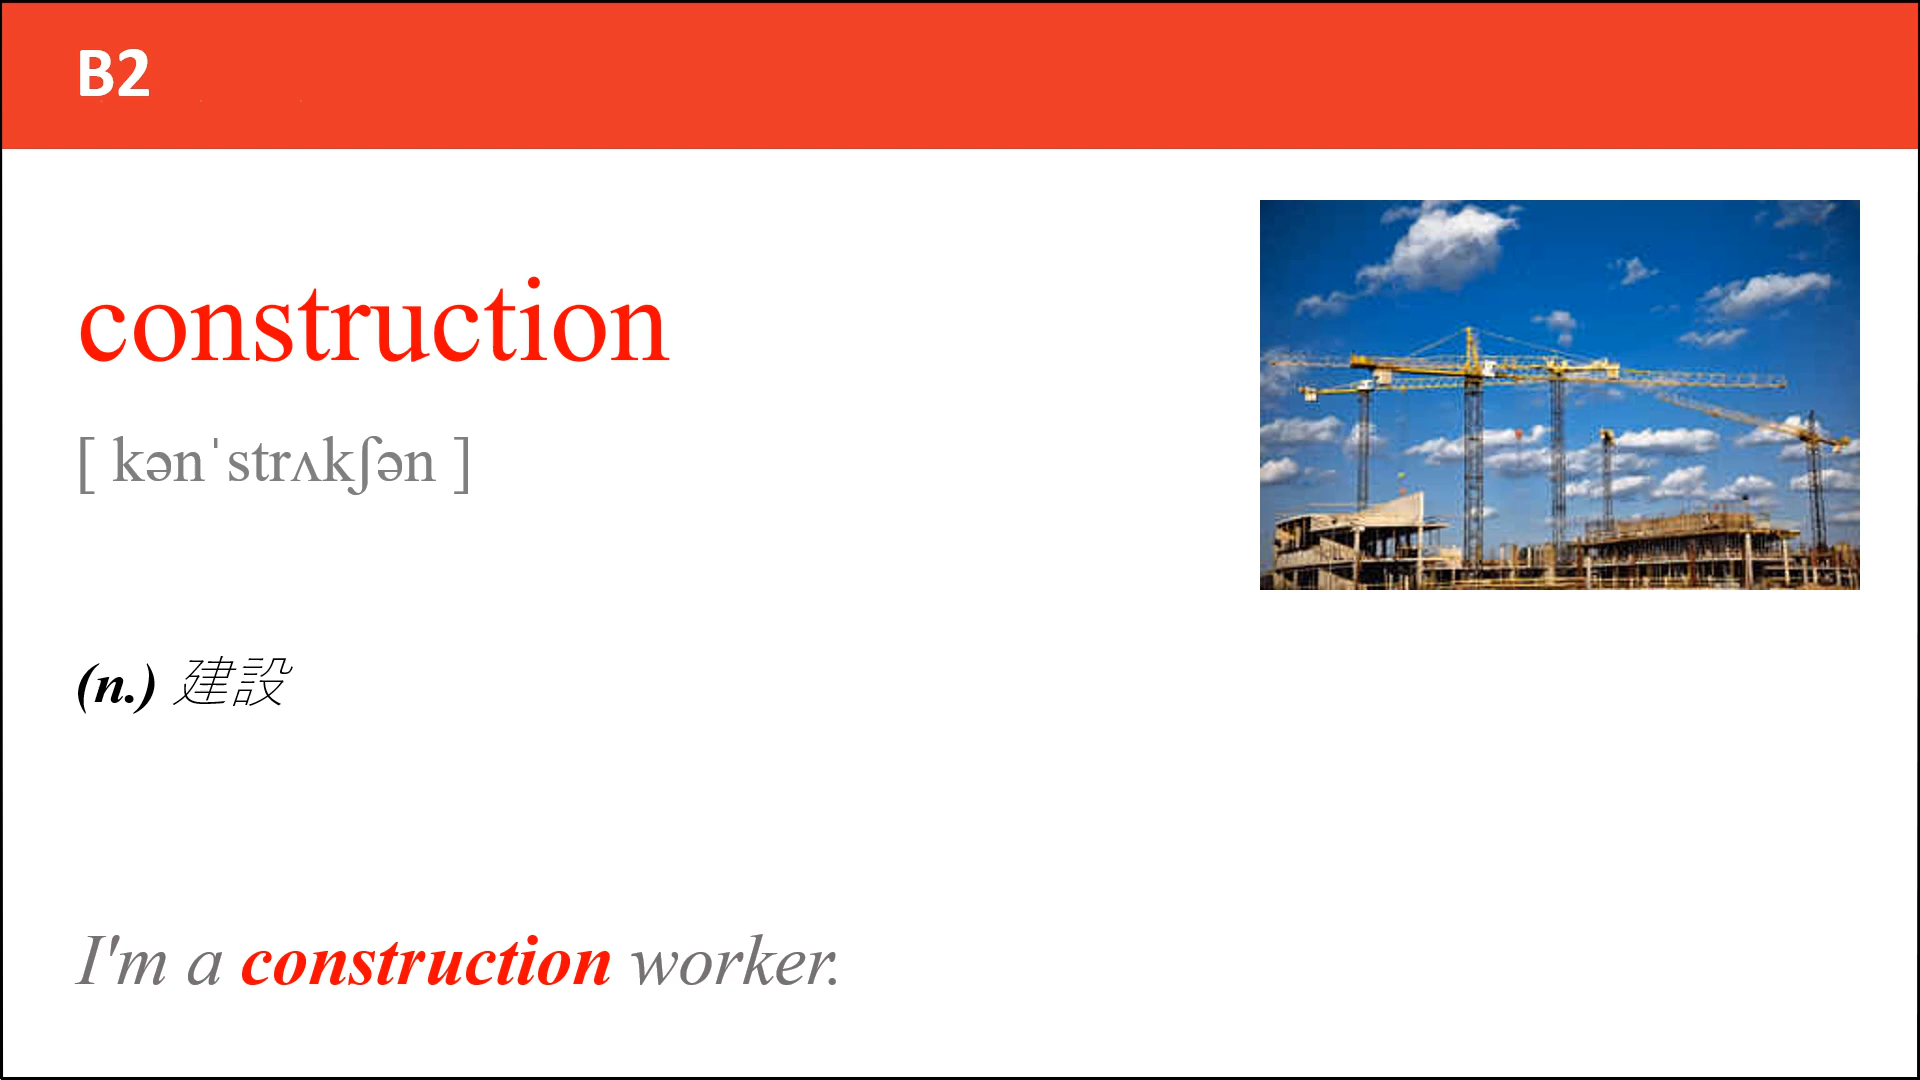 B2
construction
[ kənˈstrʌkʃən ]
(n.) 建設
I'm a construction worker.